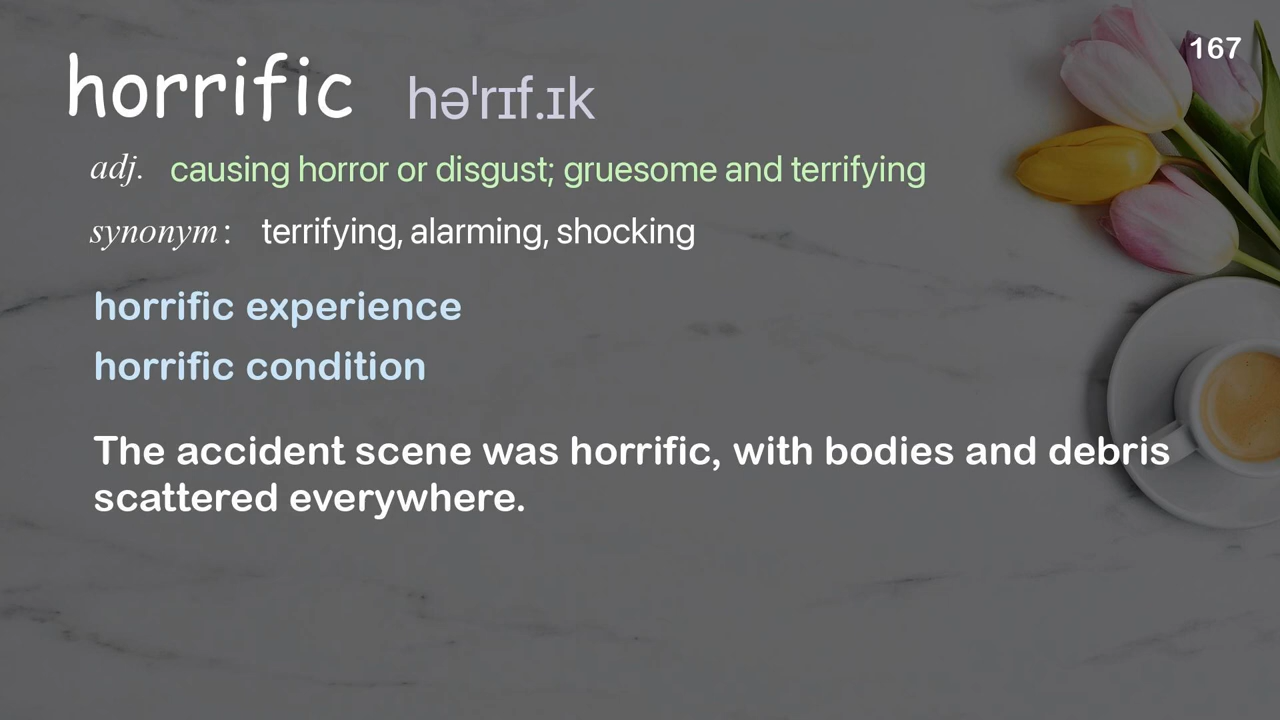 167
horrific həˈrɪf.ɪk
adj. causing horror or disgust; gruesome and terrifying
synonym: terrifying, alarming, shocking
horrific experience
horrific condition
The accident scene was horrific, with bodies and debris
scattered everywhere.